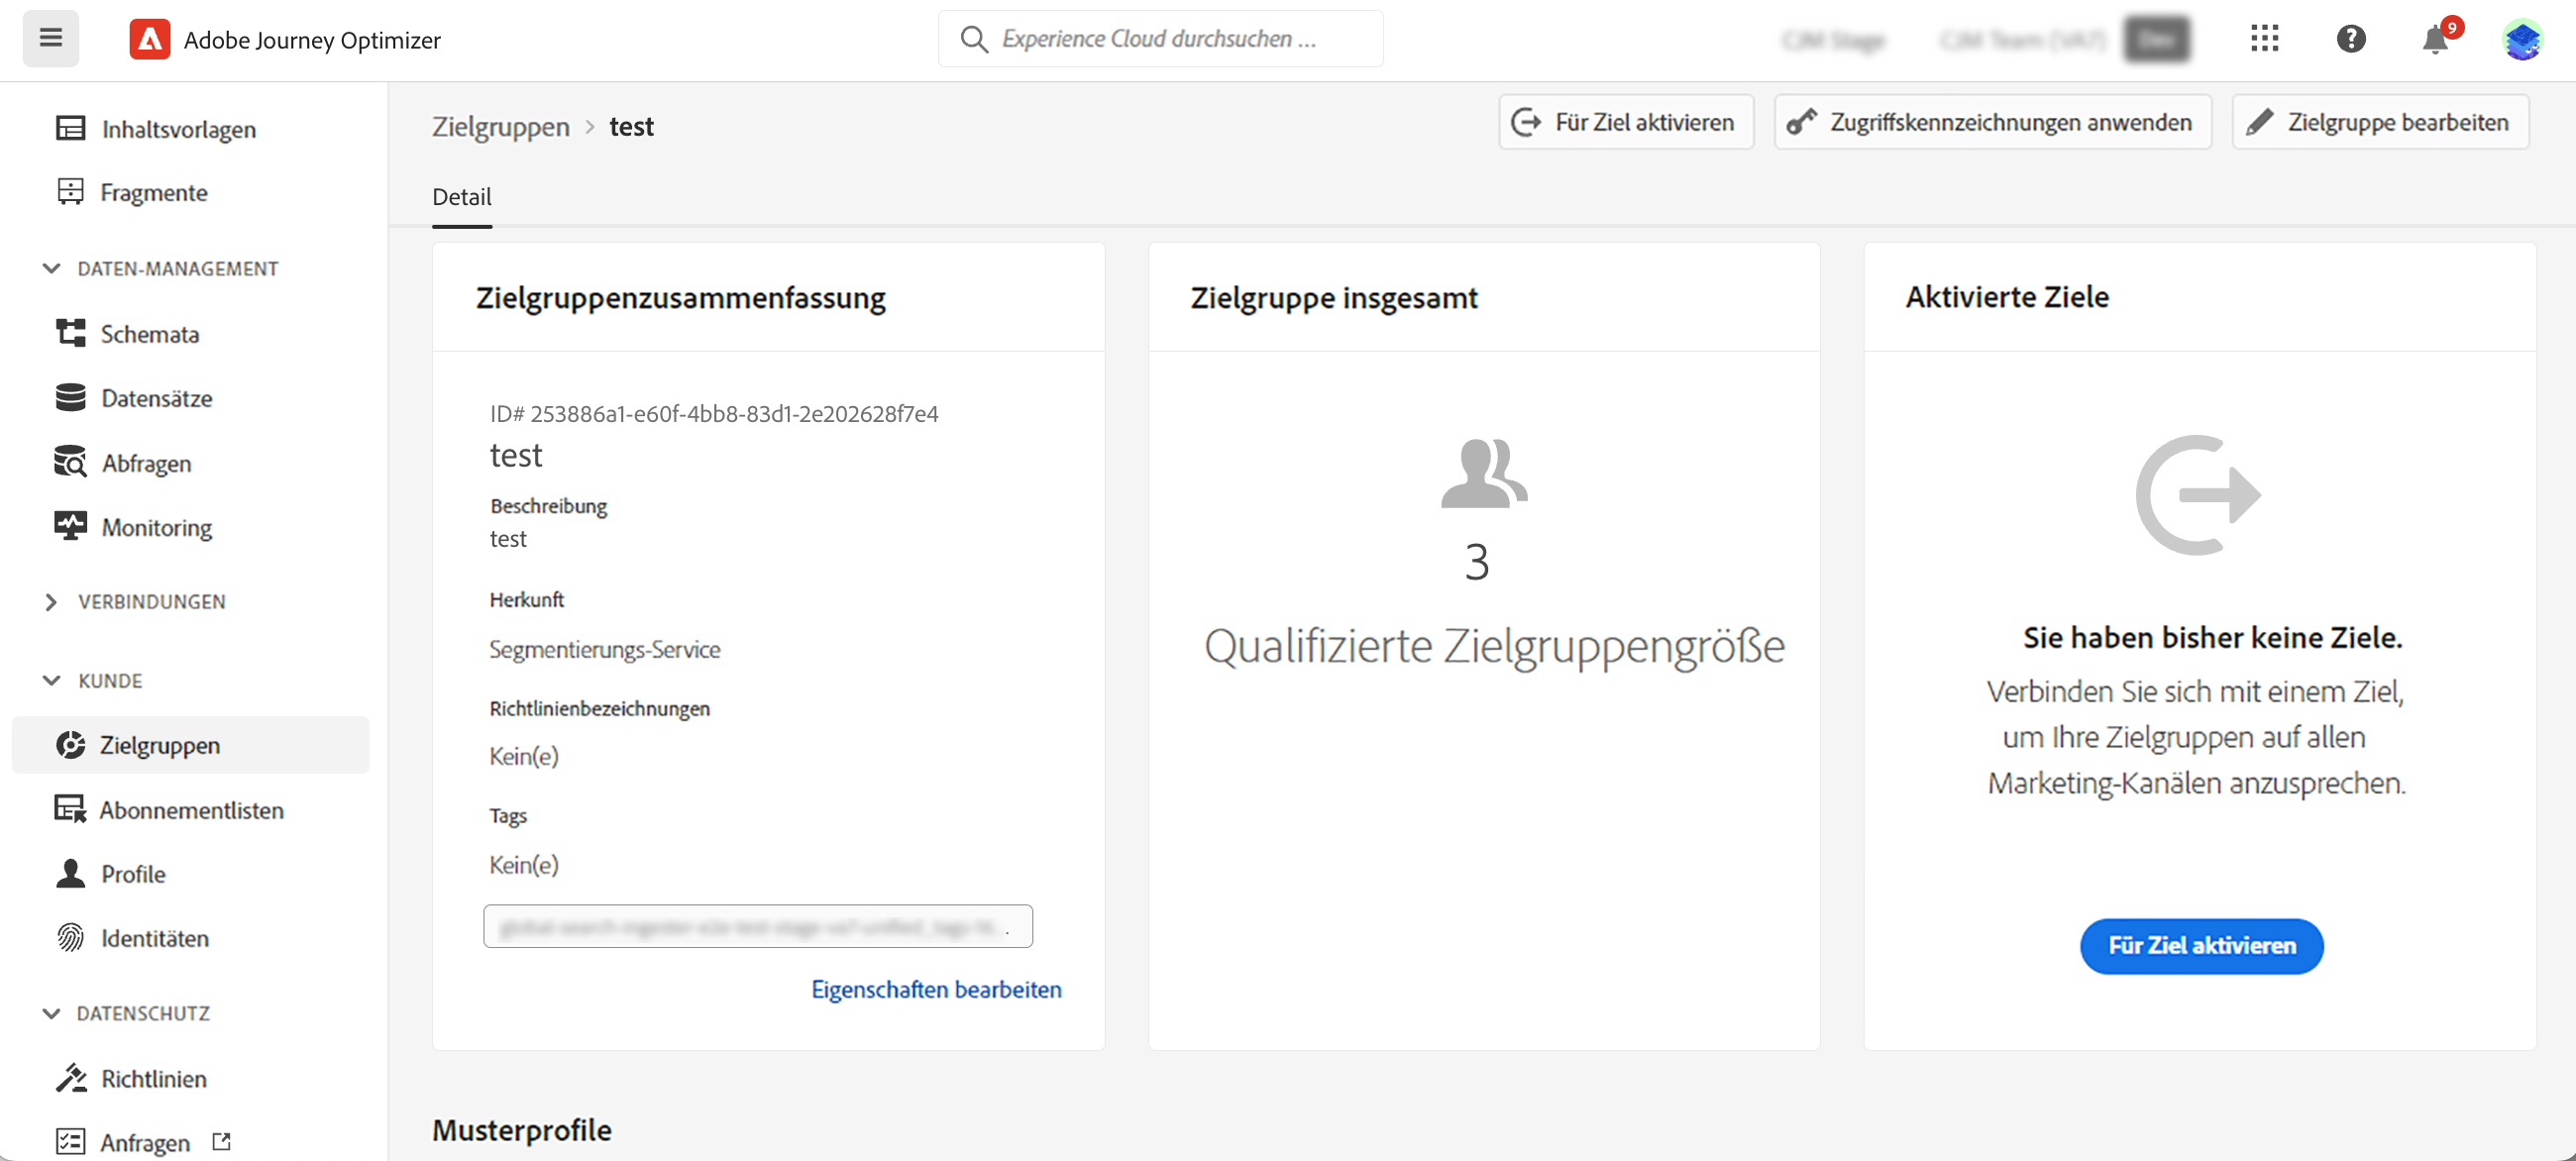 Adobe Journey Optimizer
Experience Cloud durchsuchen ...
9
Inhaltsvorlagen
Fragmente
DATEN-MANAGEMENT
Schemata
Datensätze
Abfragen
Monitoring
VERBINDUNGEN
KUNDE
Zielgruppen
Abonnementlisten
Profile
Identitäten
DATENSCHUTZ
Richtlinien
Anfragen
Zielgruppen > test
Für Ziel aktivieren
Zugriffskennzeichnungen anwenden
Zielgruppe bearbeiten
Detail
Zielgruppenzusammenfassung
ID# 253886a1-e60f-4bb8-83d1-2e202628f7e4
test
Beschreibung
test
Herkunft
Segmentierungs-Service
Richtlinienbezeichnungen
Kein(e)
Tags
Kein(e)
Eigenschaften bearbeiten
Zielgruppe insgesamt
3
Qualifizierte Zielgruppengröße
Aktivierte Ziele
Sie haben bisher keine Ziele.
Verbinden Sie sich mit einem Ziel,
um Ihre Zielgruppen auf allen
Marketing-Kanälen anzusprechen.
Für Ziel aktivieren
Musterprofile